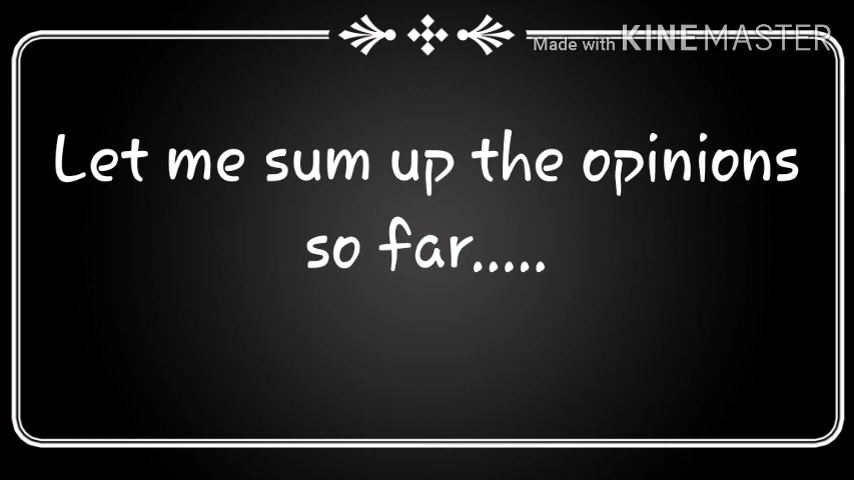 Made with KINEMASTER
Let me sum up the opinions
so far.....